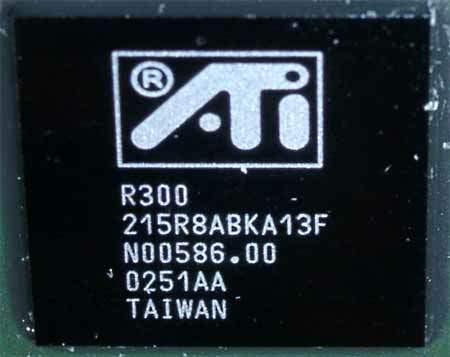 ® ATi
R300
215R8ABKA13F
N00586.00
0251AA
TAIWAN